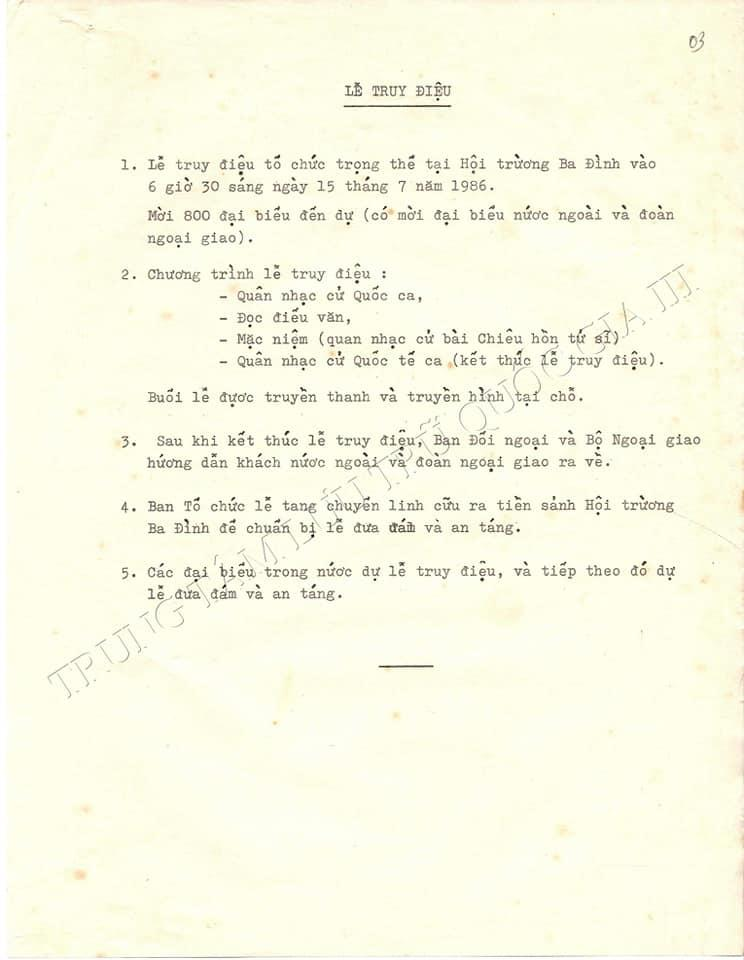 03
LỄ TRUY ĐIỆU
1. Lễ truy điệu tổ chức trọng thể tại Hội trường Ba Đình vào
6 giờ 30 sáng ngày 15 tháng 7 năm 1986.
Mời 800 đại biểu đến dự (có mời đại biểu nước ngoài và đoàn
ngoại giao).
2. Chương trình lễ truy điệu :
- Quân nhạc cử Quốc ca,
- Đọc điếu văn,
- Mặc niệm (quan nhạc cử bài Chiêu hồn tử sĩ)
- Quân nhạc cử Quốc tế ca (kết thúc lễ truy điệu).
Buổi lễ được truyền thanh và truyền hình tại chỗ.
3. Sau khi kết thúc lễ truy điệu, Ban Đối ngoại và Bộ Ngoại giao
hướng dẫn khách nước ngoài và đoàn ngoại giao ra về.
4. Ban Tổ chức lễ tang chuyển linh cữu ra tiền sảnh Hội trường
Ba Đình để chuẩn bị lễ đưa đám và an táng.
5. Các đại biểu trong nước dự lễ truy điệu, và tiếp theo đó dự
lễ đưa đám và an táng.
TRUNG TÂM LƯU TRỮ QUỐC GIA III